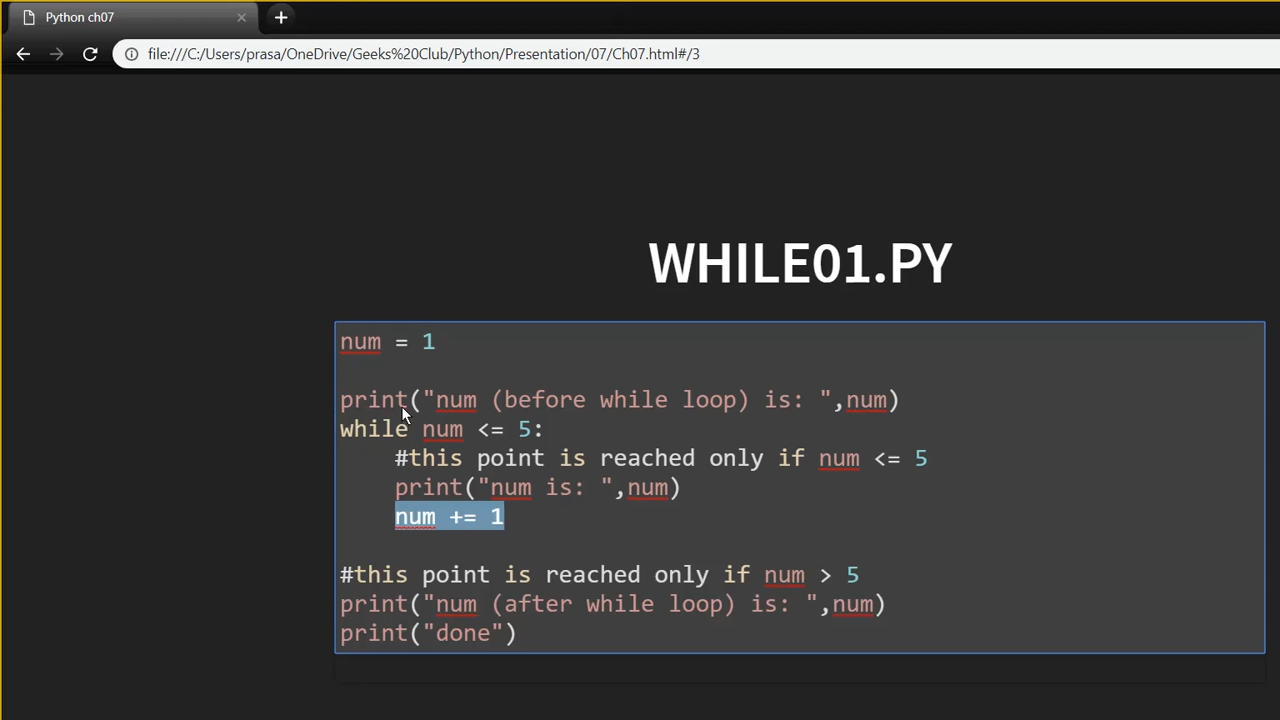 Python ch07
file:///C:/Users/prasa/OneDrive/Geeks%20Club/Python/Presentation/07/Ch07.html#/3
WHILE01.PY
num = 1
print("num (before while loop) is: ",num)
while num <= 5:
    #this point is reached only if num <= 5
    print("num is: ",num)
    num += 1
#this point is reached only if num > 5
print("num (after while loop) is: ",num)
print("done")